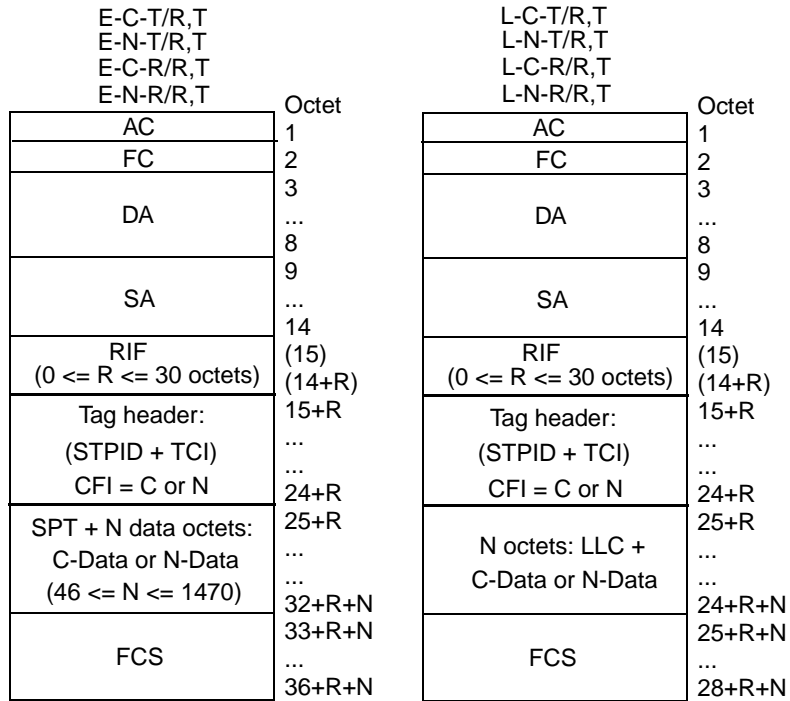 E-C-T/R,T
E-N-T/R,T
E-C-R/R,T
E-N-R/R,T
Octet
AC
1
FC
2
DA
3
...
8
SA
9
...
14
RIF
(0 <= R <= 30 octets)
(15)
(14+R)
Tag header:
(STPID + TCI)
CFI = C or N
15+R
...
...
24+R
SPT + N data octets:
C-Data or N-Data
(46 <= N <= 1470)
25+R
...
...
32+R+N
FCS
33+R+N
...
36+R+N
L-C-T/R,T
L-N-T/R,T
L-C-R/R,T
L-N-R/R,T
Octet
AC
1
FC
2
DA
3
...
8
SA
9
...
14
RIF
(0 <= R <= 30 octets)
(15)
(14+R)
Tag header:
(STPID + TCI)
CFI = C or N
15+R
...
...
24+R
N octets: LLC +
C-Data or N-Data
25+R
...
...
24+R+N
FCS
25+R+N
...
28+R+N